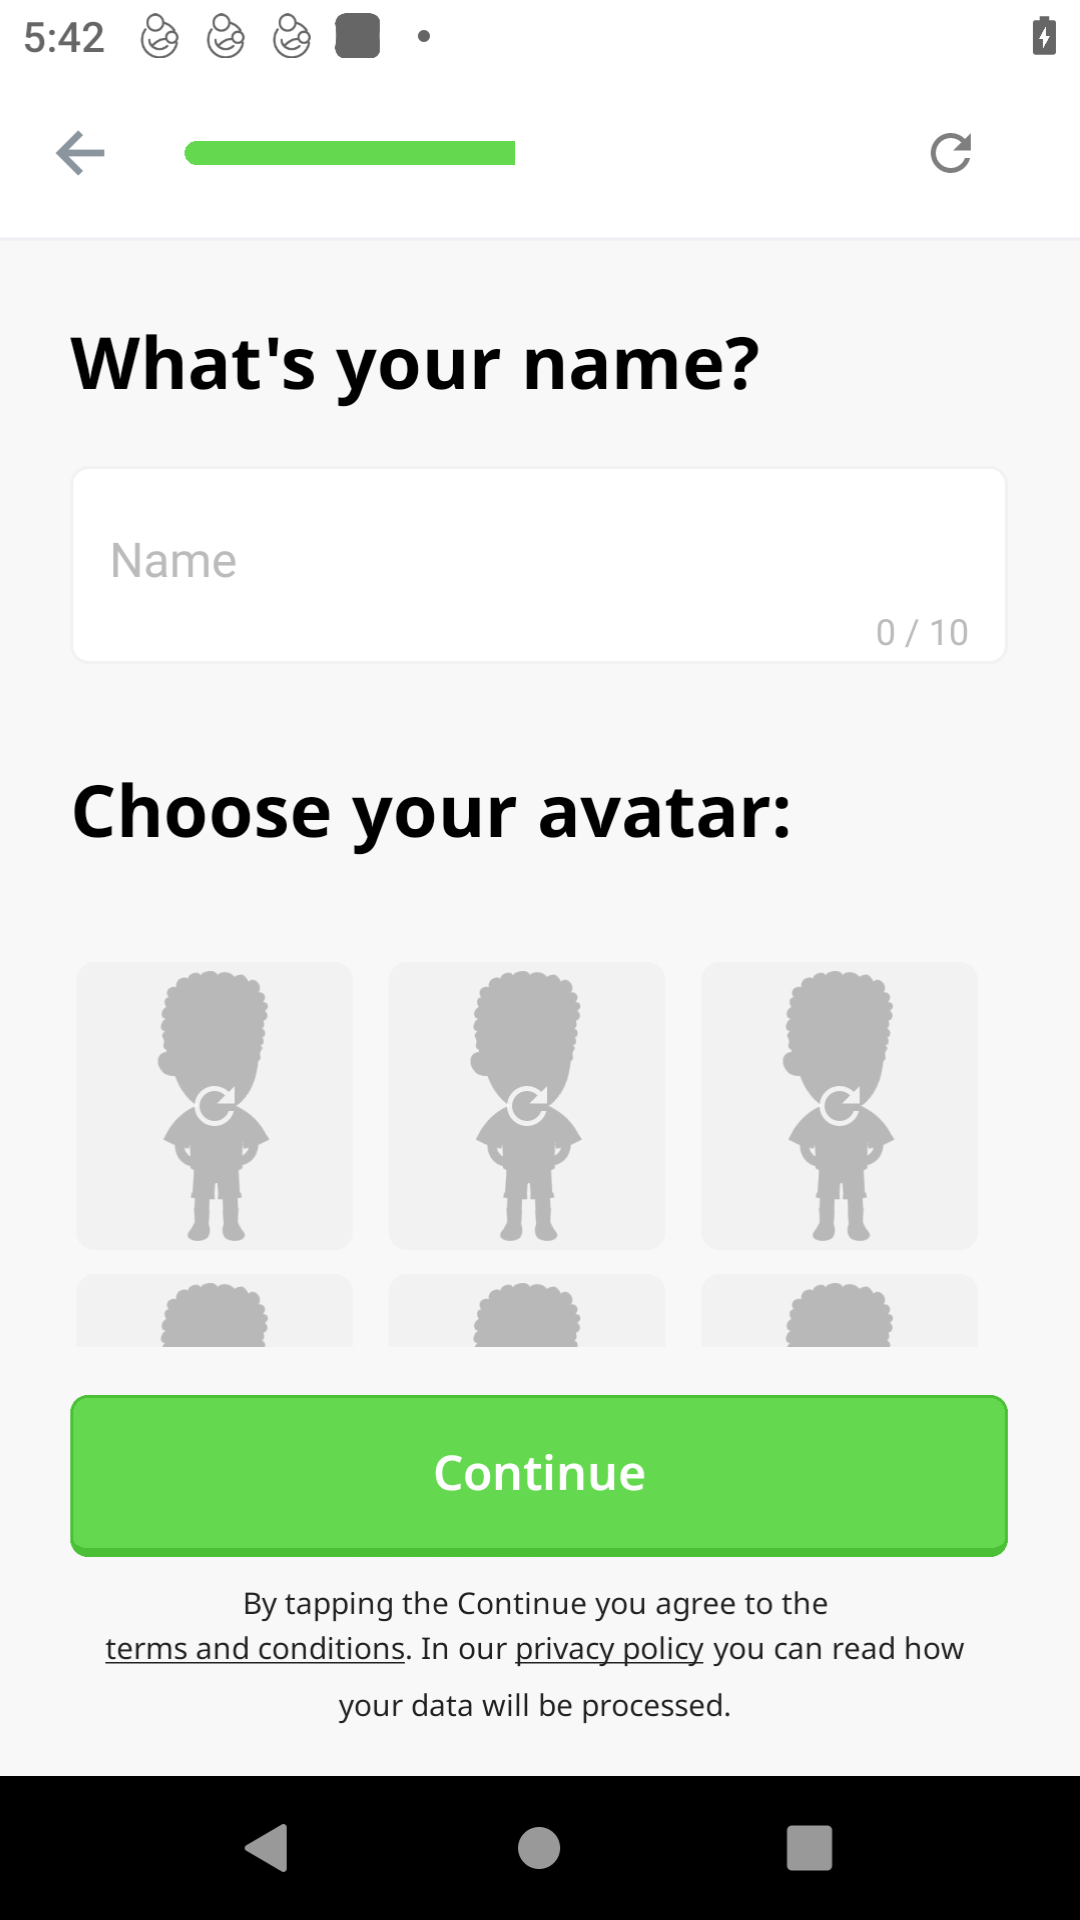 5:42
What's your name?
Name
0 / 10
Choose your avatar:
Continue
By tapping the Continue you agree to the
terms and conditions. In our privacy policy you can read how
your data will be processed.